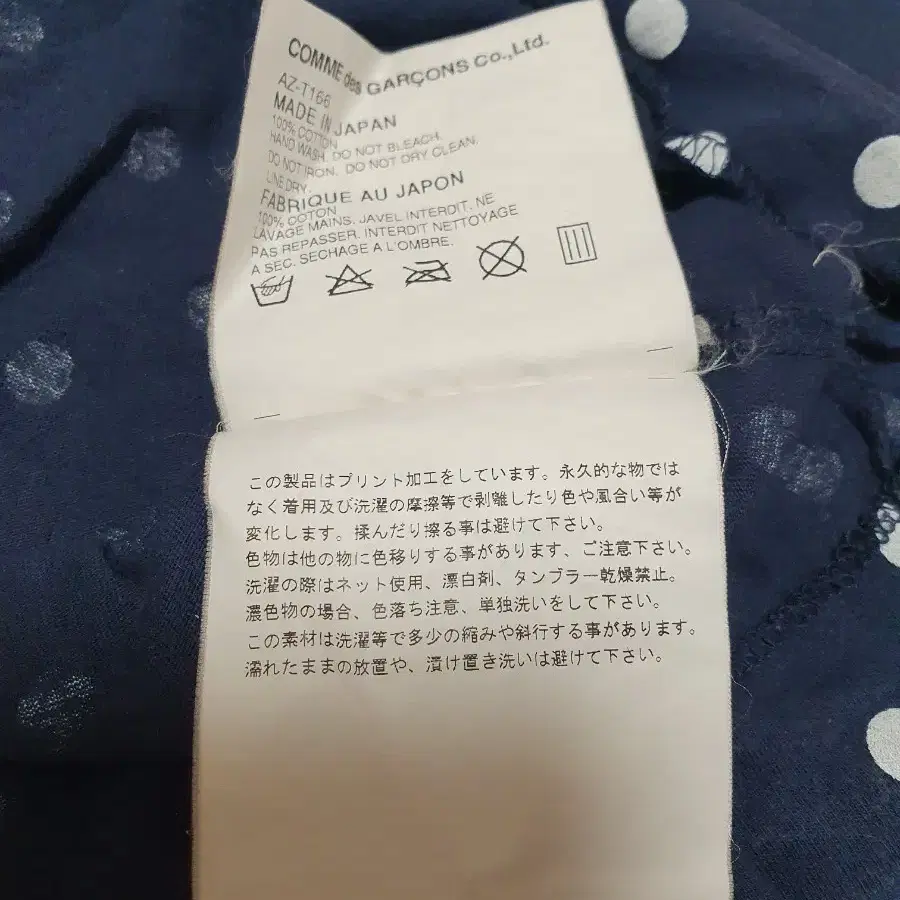 COMME des GARÇONS Co.,Ltd.
AZ-T166
MADE IN JAPAN
100% COTTON
HAND WASH. DO NOT BLEACH.
DO NOT IRON. DO NOT DRY CLEAN.
LINE DRY.
FABRIQUE AU JAPON
100% COTON
LAVAGE MAINS. JAVEL INTERDIT. NE
PAS REPASSER. INTERDIT NETTOYAGE
A SEC. SECHAGE A L'OMBRE.
この製品はプリント加工をしています。永久的な物では
なく着用及び洗濯の摩擦等で剥離したり色や風合い等が
変化します。揉んだり擦る事は避けて下さい。
色物は他の物に色移りする事があります、ご注意下さい。
洗濯の際はネット使用、漂白剤、タンブラー乾燥禁止。
濃色物の場合、色落ち注意、単独洗いをして下さい。
この素材は洗濯等で多少の縮みや斜行する事があります。
濡れたままの放置や、漬け置き洗いは避けて下さい。